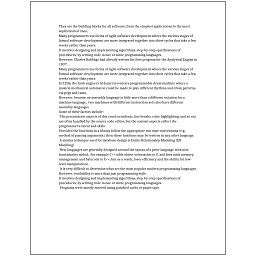 They are the building blocks for all software, from the simplest applications to the most
sophisticated ones.
Many programmers use forms of Agile software development where the various stages of
formal software development are more integrated together into short cycles that take a few
weeks rather than years.
It involves designing and implementing algorithms, step-by-step specifications of
procedures, by writing code in one or more programming languages.
However, Charles Babbage had already written his first program for the Analytical Engine in
1837.
Many programmers use forms of Agile software development where the various stages of
formal software development are more integrated together into short cycles that take a few
weeks rather than years.
In 1206, the Arab engineer Al-Jazari invented a programmable drum machine where a
musical mechanical automaton could be made to play different rhythms and drum patterns,
via pegs and cams.
However, because an assembly language is little more than a different notation for a
machine language, two machines with different instruction sets also have different
assembly languages.
Some of these factors include:
The presentation aspects of this (such as indents, line breaks, color highlighting, and so on)
are often handled by the source code editor, but the content aspects reflect the
programmer's talent and skills.
Provided the functions in a library follow the appropriate run-time conventions (e.g.,
method of passing arguments), then these functions may be written in any other language.
A similar technique used for database design is Entity-Relationship Modeling (ER
Modeling).
New languages are generally designed around the syntax of a prior language with new
functionality added, (for example C++ adds object-orientation to C, and Java adds memory
management and bytecode to C++, but as a result, loses efficiency and the ability for low-
level manipulation).
It is very difficult to determine what are the most popular modern programming languages.
However, readability is more than just programming style.
It involves designing and implementing algorithms, step-by-step specifications of
procedures, by writing code in one or more programming languages.
Programs were mostly entered using punched cards or paper tape.